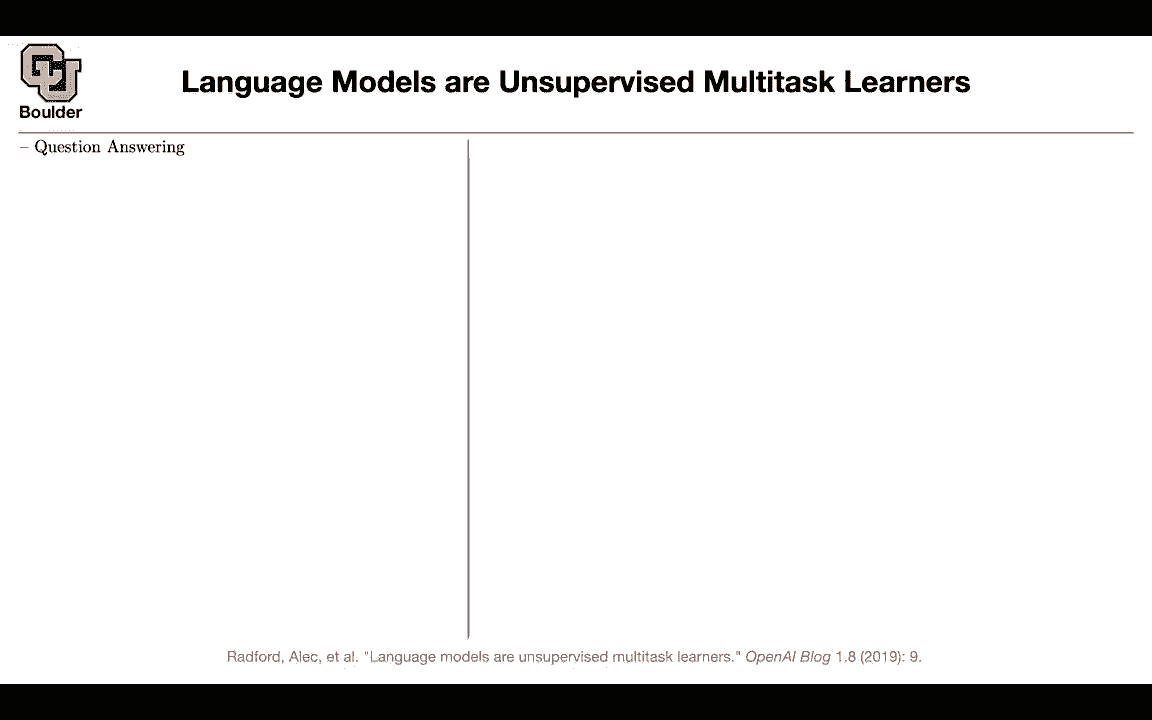 CU
Boulder
Language Models are Unsupervised Multitask Learners
– Question Answering
Radford, Alec, et al. "Language models are unsupervised multitask learners." OpenAI Blog 1.8 (2019): 9.